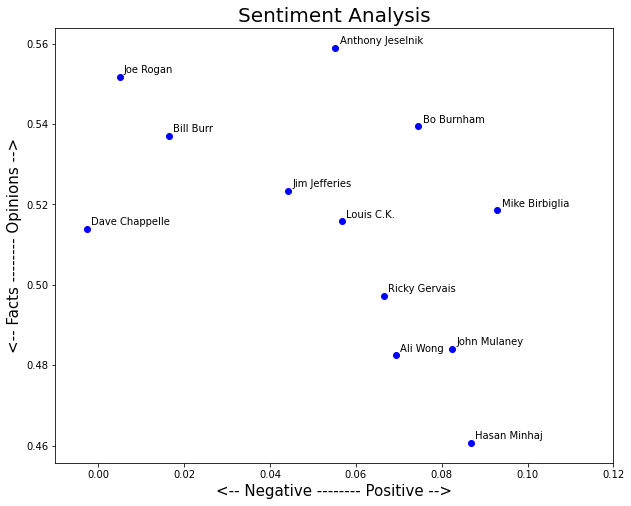 Sentiment Analysis
Anthony Jeselnik
Joe Rogan
Bo Burnham
Bill Burr
Jim Jefferies
Mike Birbiglia
Louis C.K.
Dave Chappelle
Ricky Gervais
John Mulaney
Ali Wong
Hasan Minhaj
<-- Facts -------- Opinions -->
0.56
0.54
0.52
0.50
0.48
0.46
0.00 0.02 0.04 0.06 0.08 0.10 0.12
<-- Negative -------- Positive -->